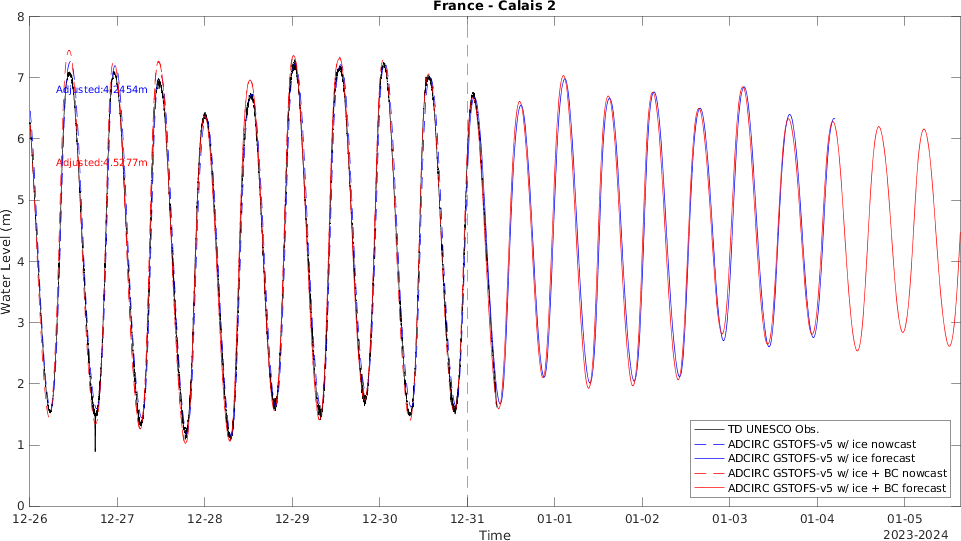 France - Calais 2
8
7
6
5
4
3
2
1
0
Water Level (m)
Adjusted:4.2454m
Adjusted:4.5277m
TD UNESCO Obs.
ADCIRC GSTOFS-v5 w/ ice nowcast
ADCIRC GSTOFS-v5 w/ ice forecast
ADCIRC GSTOFS-v5 w/ ice + BC nowcast
ADCIRC GSTOFS-v5 w/ ice + BC forecast
12-26 12-27 12-28 12-29 12-30 12-31 01-01 01-02 01-03 01-04 01-05
Time
2023-2024